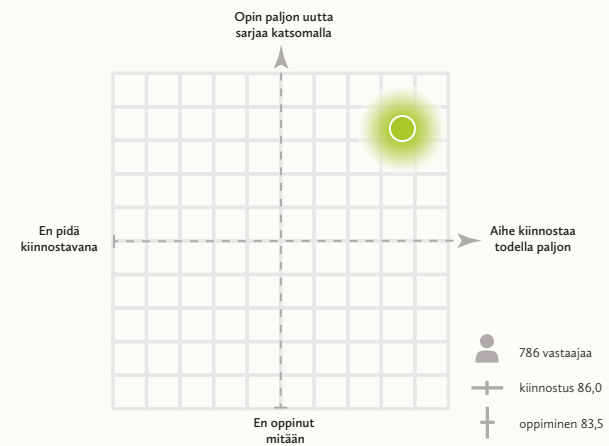 Opin paljon uutta
sarjaa katsomalla
En pidä
kiinnostavana
Aihe kiinnostaa
todella paljon
En oppinut
mitään
786 vastaajaa
kiinnostus 86,0
oppiminen 83,5